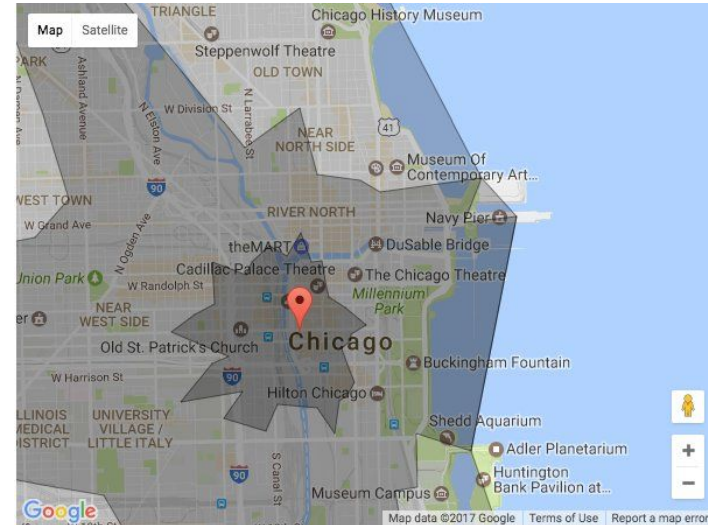 TRIANGLE
Chicago History Museum
Map Satellite
Steppenwolf Theatre
PARK
OLD TOWN
Ashland Avenue
N Damen Ave
N Elston Ave
N Larrabee St
W Division St
41
NEAR
NORTH SIDE
Museum Of
Contemporary Art...
90
WEST TOWN
RIVER NORTH
Navy Pier
W Grand Ave
N Ogden Ave
theMART
DuSable Bridge
Cadillac Palace Theatre
The Chicago Theatre
Union Park
W Randolph St
Millennium
Park
NEAR
WEST SIDE
Chicago
Old St. Patrick's Church
Buckingham Fountain
W Harrison St
90
Hilton Chicago
ILLINOIS
MEDICAL
DISTRICT
UNIVERSITY
VILLAGE /
LITTLE ITALY
Shedd Aquarium
S Canal St
Adler Planetarium
90
Huntington
Bank Pavilion at...
Museum Campus
Google
Map data ©2017 Google Terms of Use Report a map error